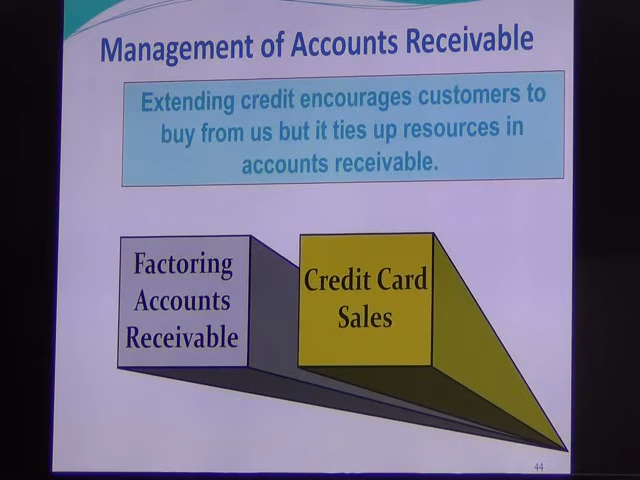 Management of Accounts Receivable
Extending credit encourages customers to
buy from us but it ties up resources in
accounts receivable.
Factoring
Accounts
Receivable
Credit Card
Sales
44